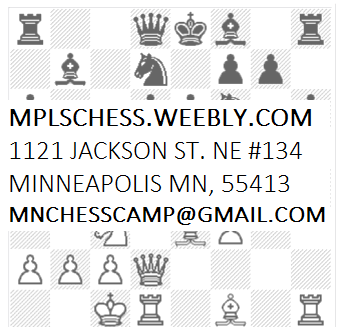 MPLSCHESS.WEEBLY.COM
1121 JACKSON ST. NE #134
MINNEAPOLIS MN, 55413
MNCHESSCAMP@GMAIL.COM